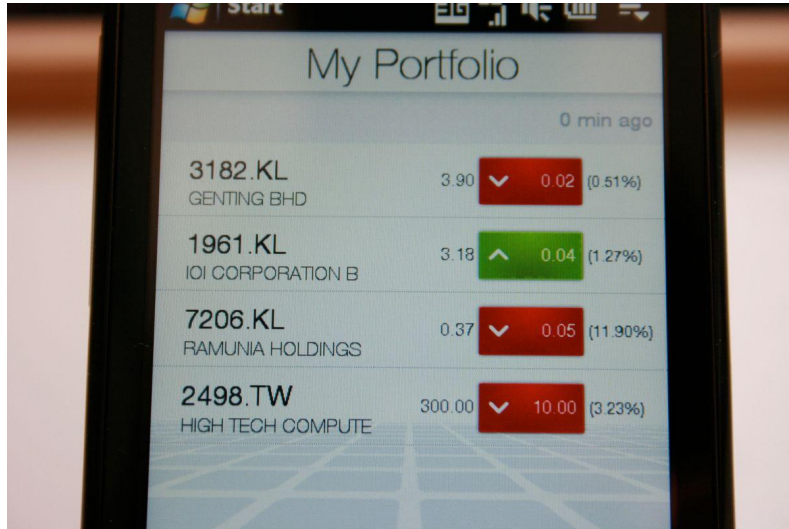 Start
My Portfolio
0 min ago
3182.KL 3.90 0.02 (0.51%)
GENTING BHD
1961.KL 3.18 0.04 (1.27%)
IOI CORPORATION B
7206.KL 0.37 0.05 (11.90%)
RAMUNIA HOLDINGS
2498.TW 300.00 10.00 (3.23%)
HIGH TECH COMPUTE